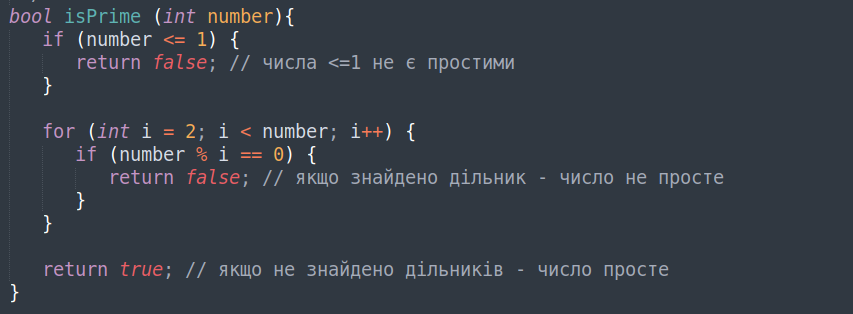 bool isPrime (int number){
if (number <= 1) {
return false; // числа <=1 не є простими
}
for (int i = 2; i < number; i++) {
if (number % i == 0) {
return false; // якщо знайдено дільник - число не просте
}
}
return true; // якщо не знайдено дільників - число просте
}